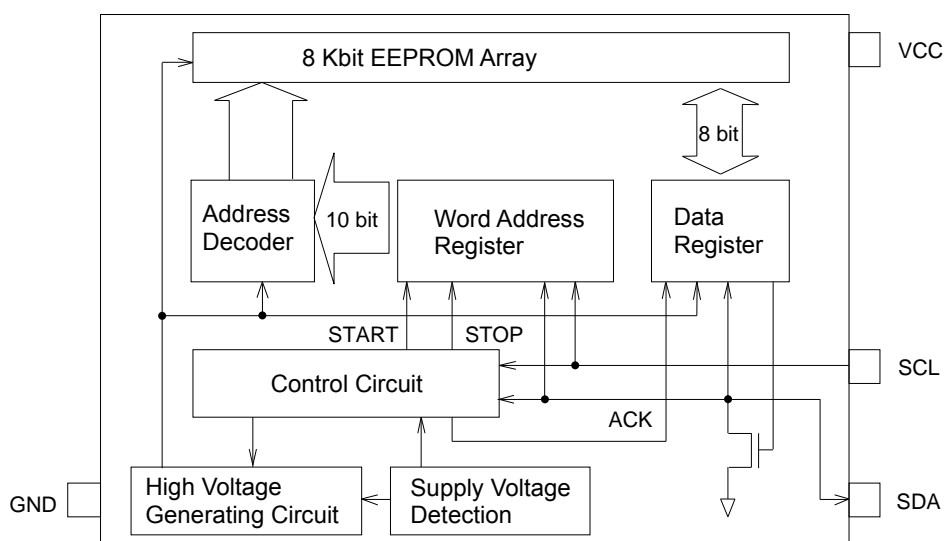 8 Kbit EEPROM Array
VCC
8 bit
Address
Decoder
10 bit
Word Address
Register
Data
Register
START
STOP
Control Circuit
SCL
ACK
GND
High Voltage
Generating Circuit
Supply Voltage
Detection
SDA